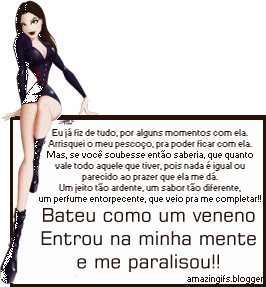 Eu já fiz de tudo, por alguns momentos com ela.
Arrisquei o meu pescoço, pra poder ficar com ela.
Mas, se você soubesse então saberia, que quanto
vale todo aquele que tiver, pois nada é igual ou
parecido ao prazer que ela me dá.
Um jeito tão ardente, um sabor tão diferente,
um perfume entorpecente, que veio pra me completar!!
Bateu como um veneno
Entrou na minha mente
e me paralisou!!
amazingifs.blogger